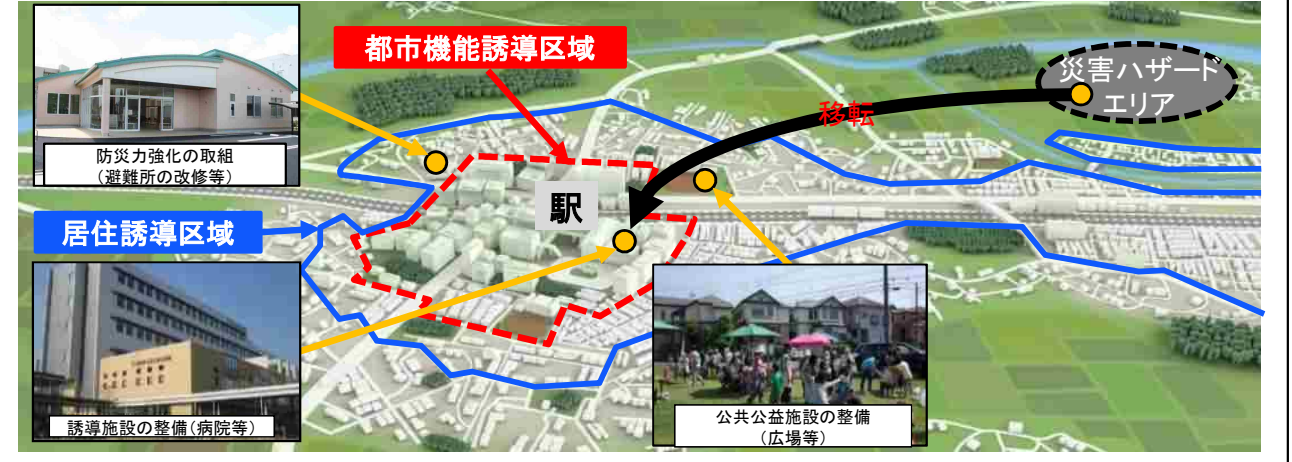 都市機能誘導区域
災害ハザード
エリア
移転
防災力強化の取組
（避難所の改修等）
駅
居住誘導区域
誘導施設の整備（病院等）
公共公益施設の整備
（広場等）